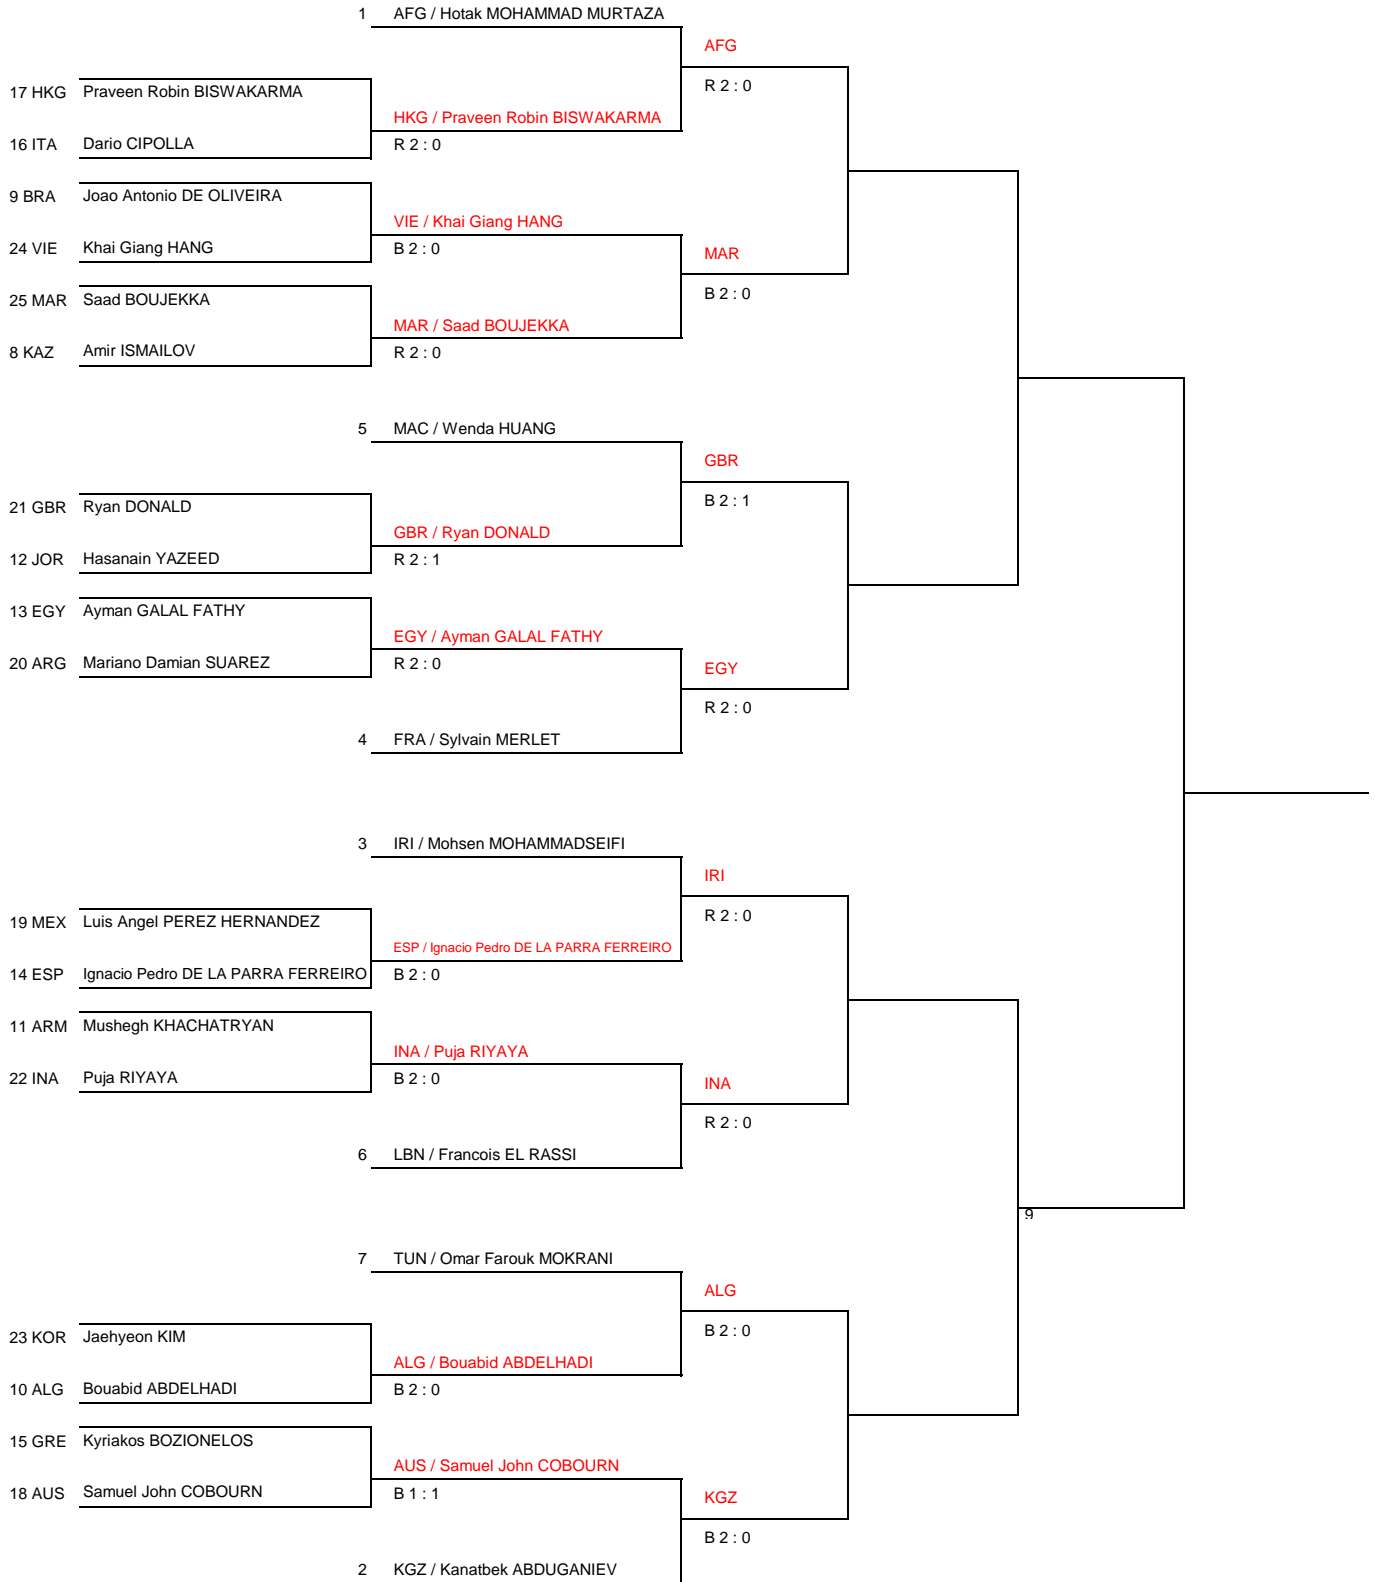 1 AFG / Hotak MOHAMMAD MURTAZA
AFG
R 2 : 0
17 HKG Praveen Robin BISWAKARMA
HKG / Praveen Robin BISWAKARMA
R 2 : 0
16 ITA Dario CIPOLLA
9 BRA Joao Antonio DE OLIVEIRA
VIE / Khai Giang HANG
B 2 : 0
24 VIE Khai Giang HANG
MAR
B 2 : 0
25 MAR Saad BOUJEKKA
MAR / Saad BOUJEKKA
R 2 : 0
8 KAZ Amir ISMAILOV
5 MAC / Wenda HUANG
GBR
B 2 : 1
21 GBR Ryan DONALD
GBR / Ryan DONALD
R 2 : 1
12 JOR Hasanain YAZEED
13 EGY Ayman GALAL FATHY
EGY / Ayman GALAL FATHY
R 2 : 0
20 ARG Mariano Damian SUAREZ
EGY
R 2 : 0
4 FRA / Sylvain MERLET
3 IRI / Mohsen MOHAMMADSEIFI
IRI
R 2 : 0
19 MEX Luis Angel PEREZ HERNANDEZ
ESP / Ignacio Pedro DE LA PARRA FERREIRO
B 2 : 0
14 ESP Ignacio Pedro DE LA PARRA FERREIRO
11 ARM Mushegh KHACHATRYAN
INA / Puja RIYAYA
B 2 : 0
22 INA Puja RIYAYA
INA
R 2 : 0
6 LBN / Francois EL RASSI
9
7 TUN / Omar Farouk MOKRANI
ALG
B 2 : 0
23 KOR Jaehyeon KIM
ALG / Bouabid ABDELHADI
B 2 : 0
10 ALG Bouabid ABDELHADI
15 GRE Kyriakos BOZIONELOS
AUS / Samuel John COBOURN
B 1 : 1
18 AUS Samuel John COBOURN
KGZ
B 2 : 0
2 KGZ / Kanatbek ABDUGANIEV